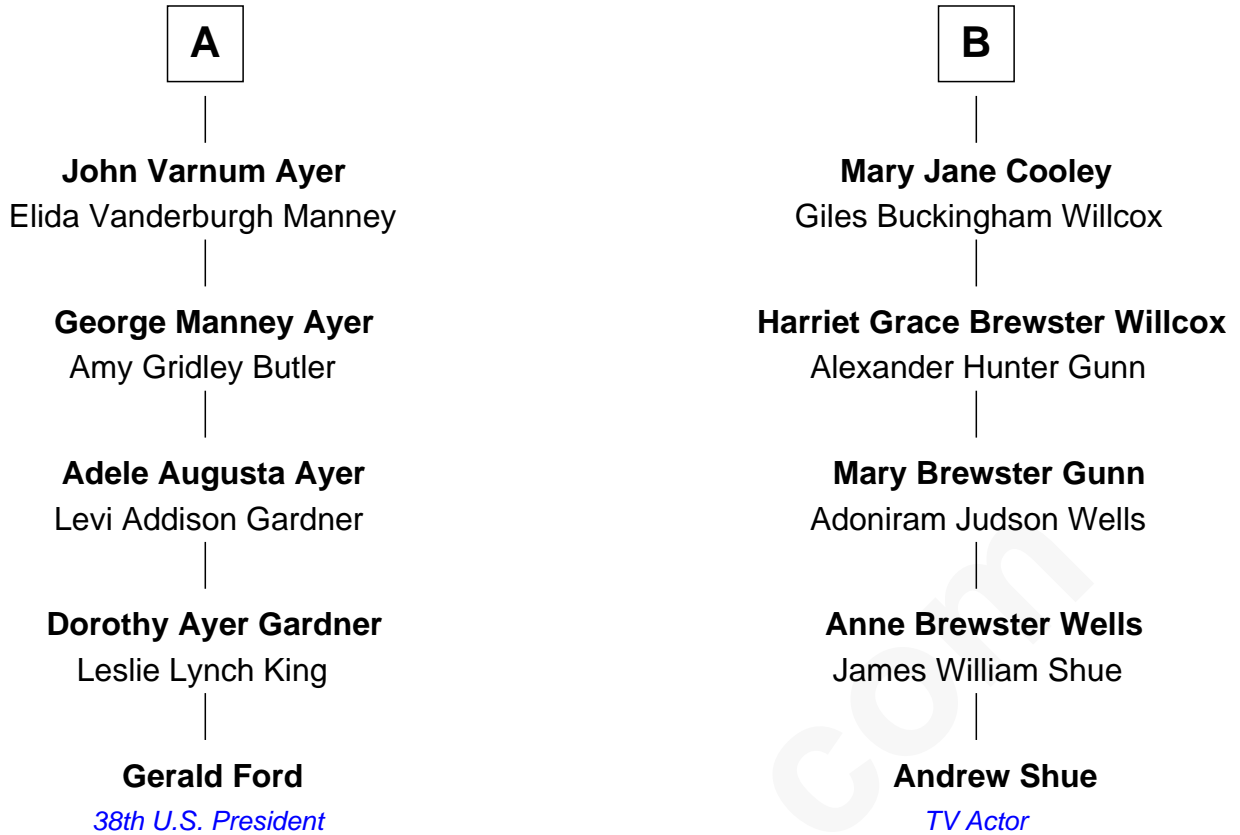 A
John Varnum Ayer
Elida Vanderburgh Manney
George Manney Ayer
Amy Gridley Butler
Adele Augusta Ayer
Levi Addison Gardner
Dorothy Ayer Gardner
Leslie Lynch King
Gerald Ford
38th U.S. President
B
Mary Jane Cooley
Giles Buckingham Willcox
Harriet Grace Brewster Willcox
Alexander Hunter Gunn
Mary Brewster Gunn
Adoniram Judson Wells
Anne Brewster Wells
James William Shue
Andrew Shue
TV Actor
com